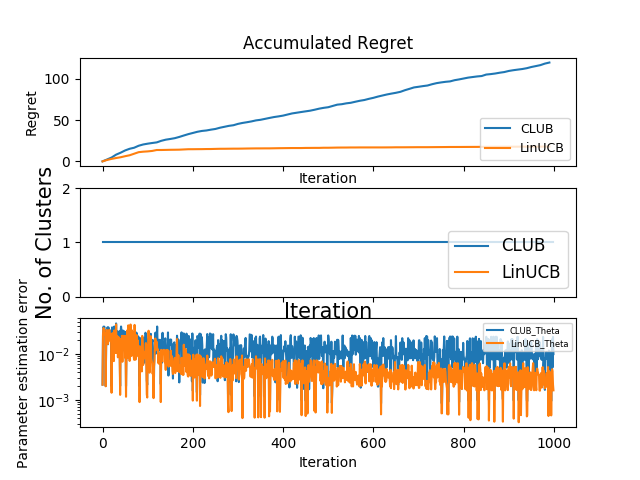 Accumulated Regret
Regret
100
50
0
CLUB
LinUCB
Iteration
No. of Clusters
2
1
0
CLUB
LinUCB
Iteration
Parameter estimation error
10⁻²
10⁻³
CLUB_Theta
LinUCB_Theta
0 200 400 600 800 1000
Iteration